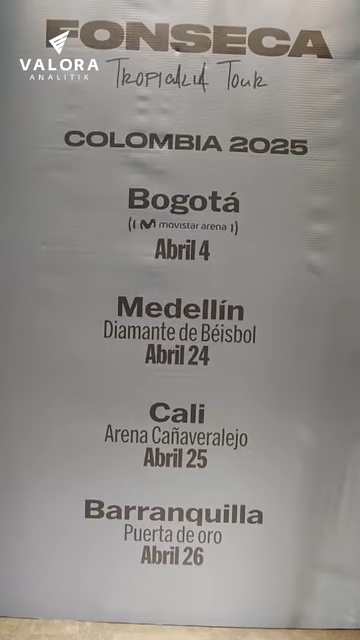 FONSECA
VALORA
ANALITIK
Tropicalia Tour
COLOMBIA 2025
Bogotá
movistar arena
Abril 4
Medellín
Diamante de Béisbol
Abril 24
Cali
Arena Cañaveralejo
Abril 25
Barranquilla
Puerta de oro
Abril 26